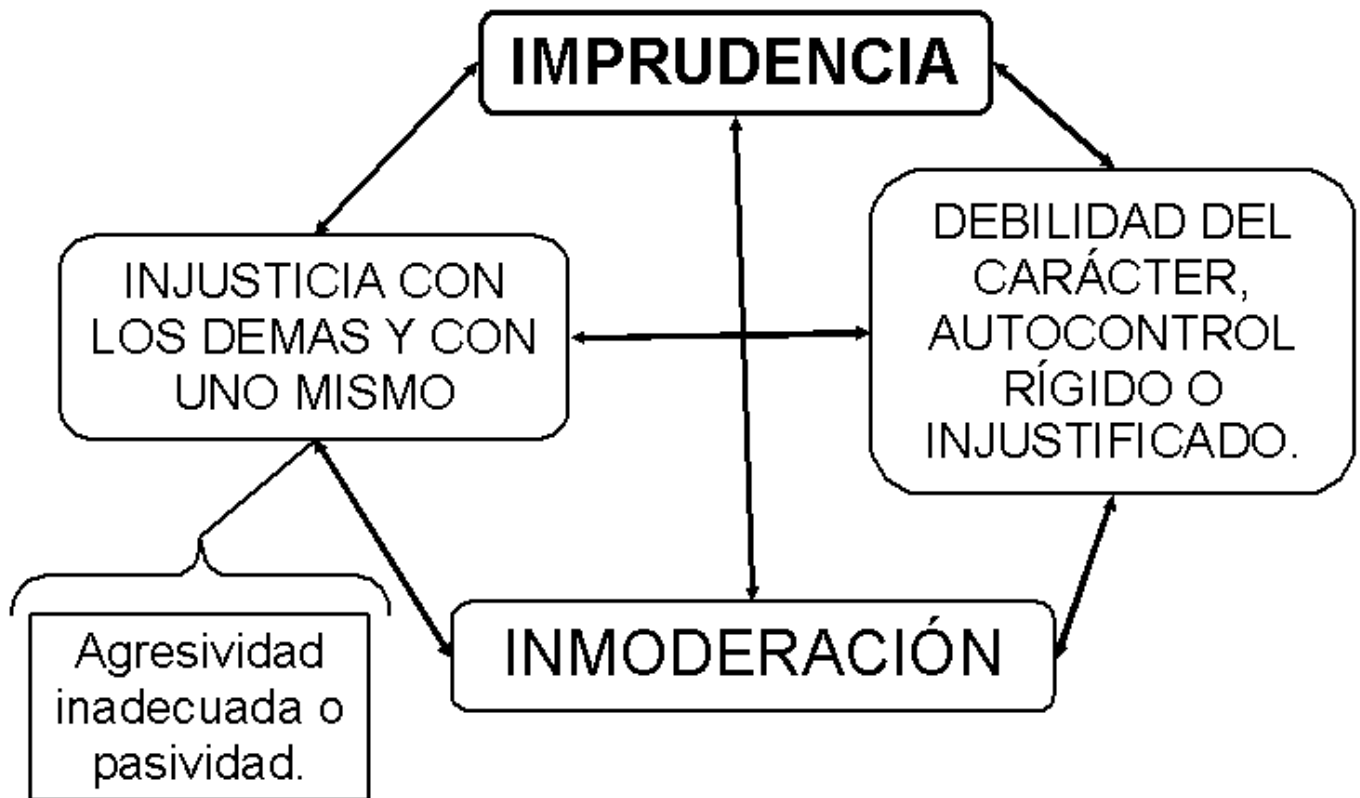 IMPRUDENCIA
INJUSTICIA CON
LOS DEMAS Y CON
UNO MISMO
DEBILIDAD DEL
CARÁCTER,
AUTOCONTROL
RÍGIDO O
INJUSTIFICADO.
INMODERACIÓN
Agresividad
inadecuada o
pasividad.